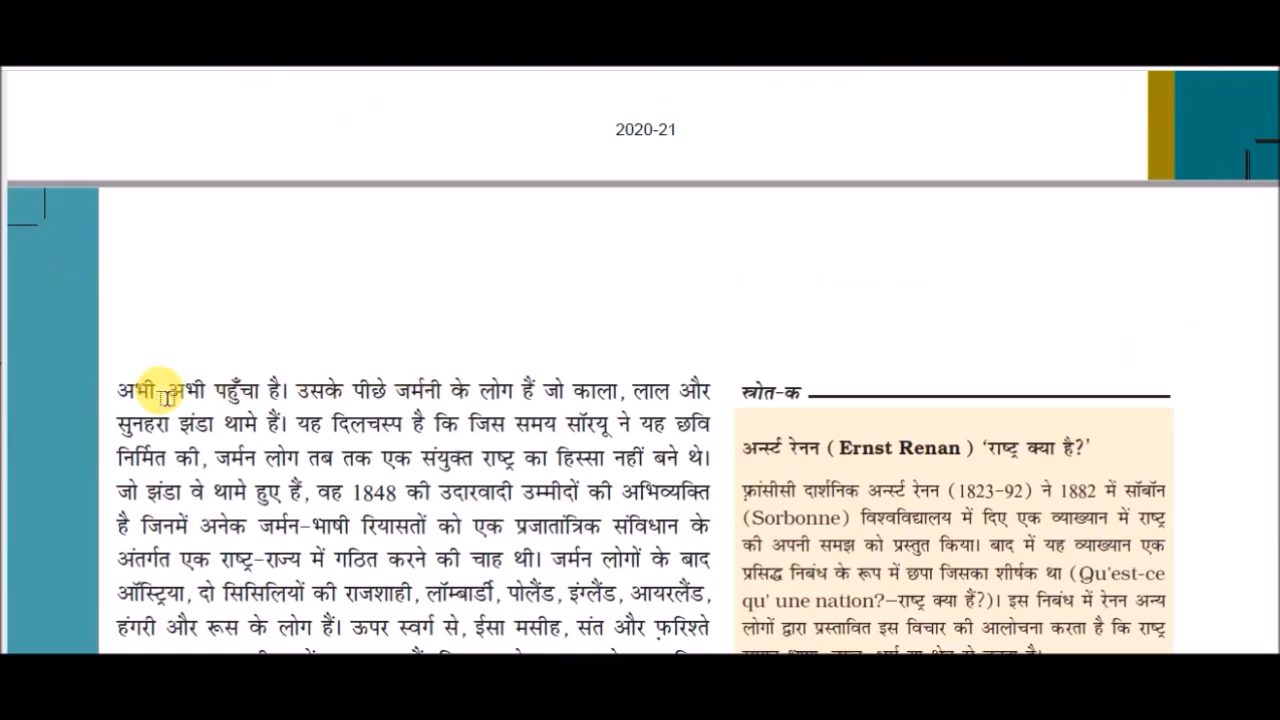 2020-21
अभी-अभी पहुँचा है। उसके पीछे जर्मनी के लोग हैं जो काला, लाल और
सुनहरा झंडा थामे हैं। यह दिलचस्प है कि जिस समय सॉरयू ने यह छवि
निर्मित की, जर्मन लोग तब तक एक संयुक्त राष्ट्र का हिस्सा नहीं बने थे।
जो झंडा वे थामे हुए हैं, वह 1848 की उदारवादी उम्मीदों की अभिव्यक्ति
है जिनमें अनेक जर्मन-भाषी रियासतों को एक प्रजातांत्रिक संविधान के
अंतर्गत एक राष्ट्र-राज्य में गठित करने की चाह थी। जर्मन लोगों के बाद
ऑस्ट्रिया, दो सिसिलियों की राजशाही, लॉम्बार्डी, पोलैंड, इंग्लैंड, आयरलैंड,
हंगरी और रूस के लोग हैं। ऊपर स्वर्ग से, ईसा मसीह, संत और फ़रिश्ते
स्त्रोत-क
अर्न्स्ट रेनन (Ernst Renan) ‘राष्ट्र क्या है?’
फ़्रांसीसी दार्शनिक अर्न्स्ट रेनन (1823-92) ने 1882 में सॉबॉन
(Sorbonne) विश्वविद्यालय में दिए एक व्याख्यान में राष्ट्र
की अपनी समझ को प्रस्तुत किया। बाद में यह व्याख्यान एक
प्रसिद्ध निबंध के रूप में छपा जिसका शीर्षक था (Qu'est-ce
qu' une nation?–राष्ट्र क्या हैं?)। इस निबंध में रेनन अन्य
लोगों द्वारा प्रस्तावित इस विचार की आलोचना करता है कि राष्ट्र